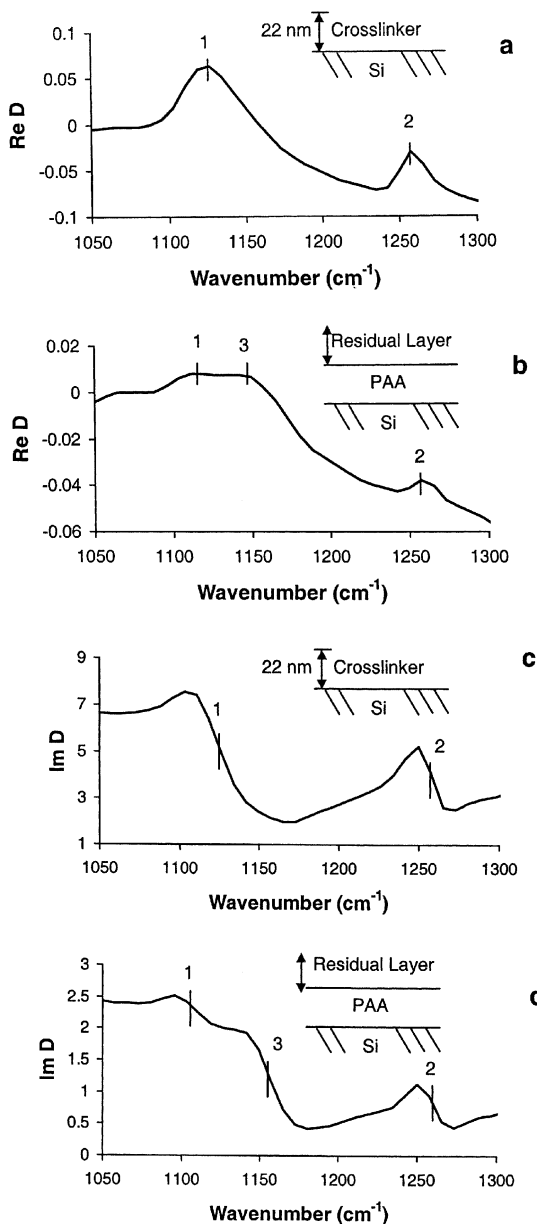 22 nm Crosslinker
Si
a
1
2
Re D
0.1
0.05
0
-0.05
-0.1
1050 1100 1150 1200 1250 1300
Wavenumber (cm-1)
Residual Layer
PAA
Si
b
1 3
2
Re D
0.02
0
-0.02
-0.04
-0.06
1050 1100 1150 1200 1250 1300
Wavenumber (cm-1)
22 nm Crosslinker
Si
c
1
2
Im D
9
7
5
3
1
1050 1100 1150 1200 1250 1300
Wavenumber (cm-1)
Residual Layer
PAA
Si
1
3
2
Im D
3
2.5
2
1.5
1
0.5
0
1050 1100 1150 1200 1250 1300
Wavenumber (cm-1)